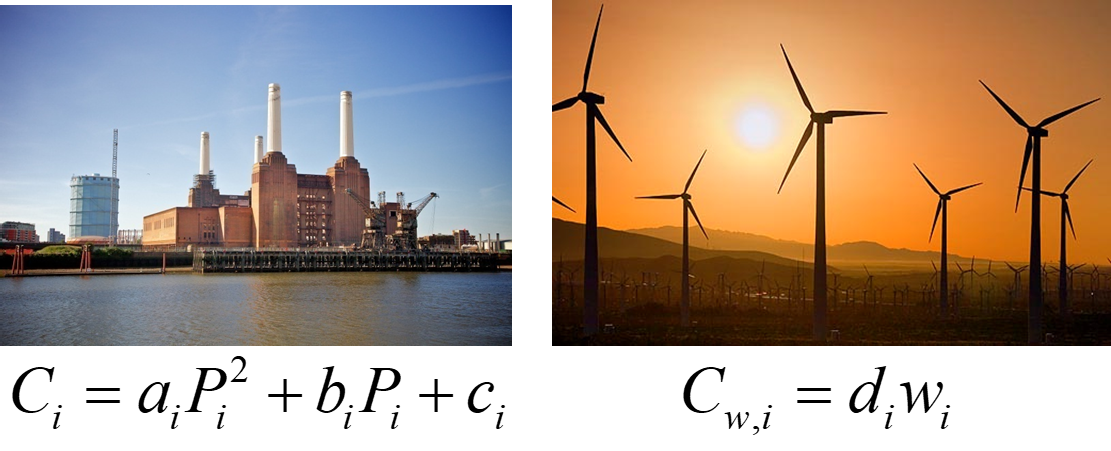 C_i = a_i P_i^2 + b_i P_i + c_i
C_{w,i} = d_i w_i